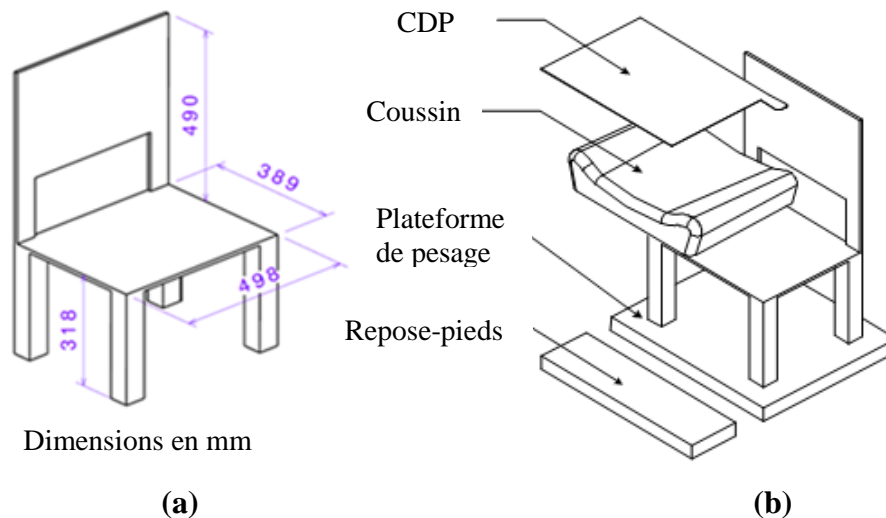 490
389
498
318
Dimensions en mm
(a)
CDP
Coussin
Plateforme
de pesage
Repose-pieds
(b)